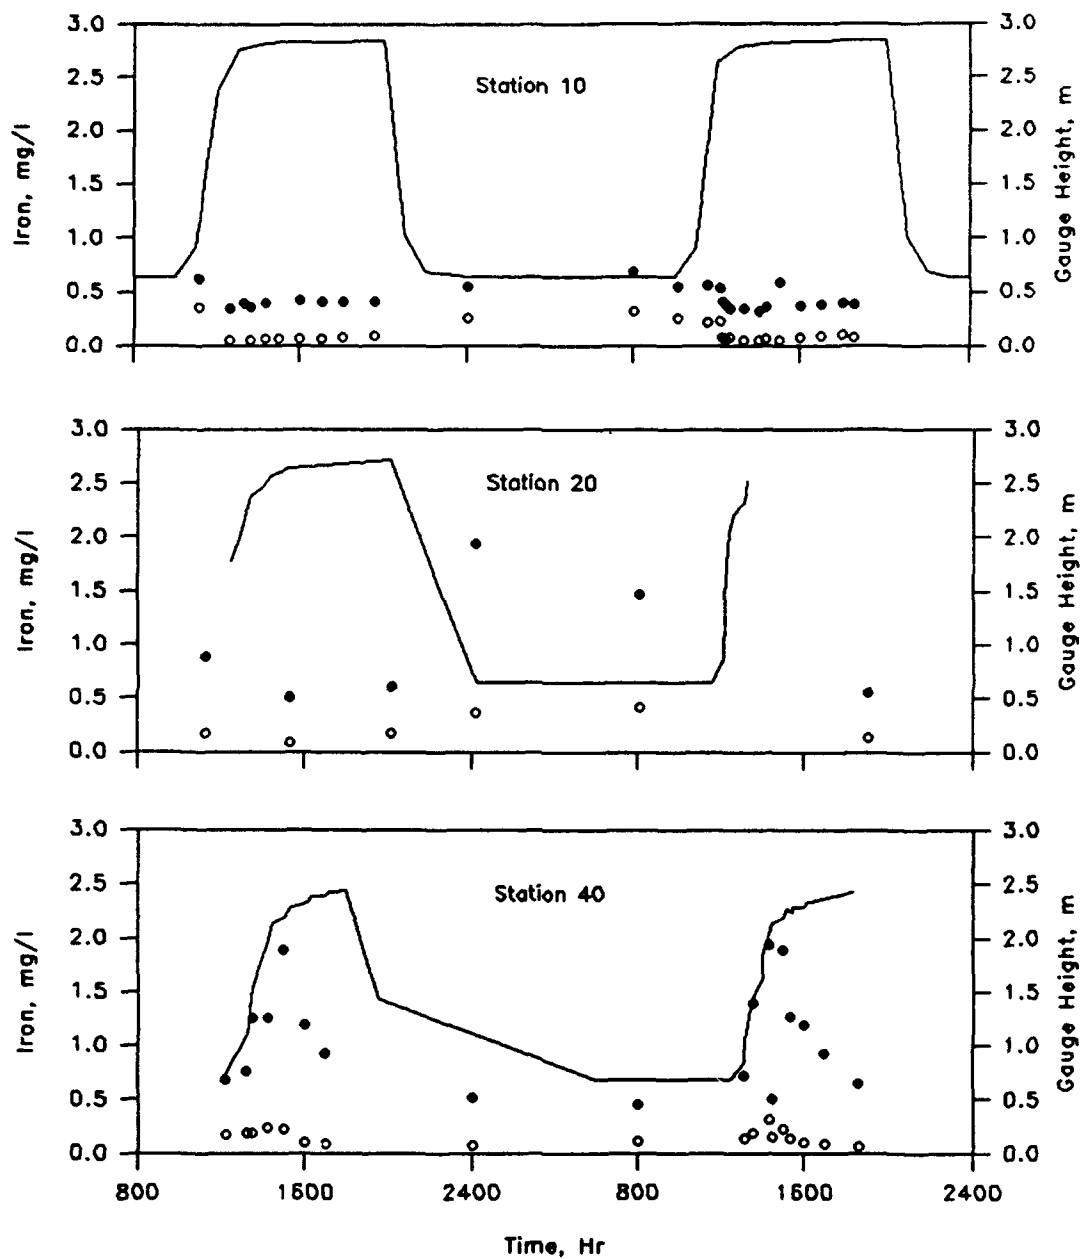 3.0 3.0
2.5 Station 10 2.5
2.0 2.0
1.5 1.5
1.0 1.0
0.5 0.5
0.0 0.0
Iron, mg/l
Gauge Height, m
3.0 3.0
2.5 Station 20 2.5
2.0 2.0
1.5 1.5
1.0 1.0
0.5 0.5
0.0 0.0
Iron, mg/l
Gauge Height, m
3.0 3.0
2.5 Station 40 2.5
2.0 2.0
1.5 1.5
1.0 1.0
0.5 0.5
0.0 0.0
Iron, mg/l
Gauge Height, m
800 1600 2400 800 1600 2400
Time, Hr